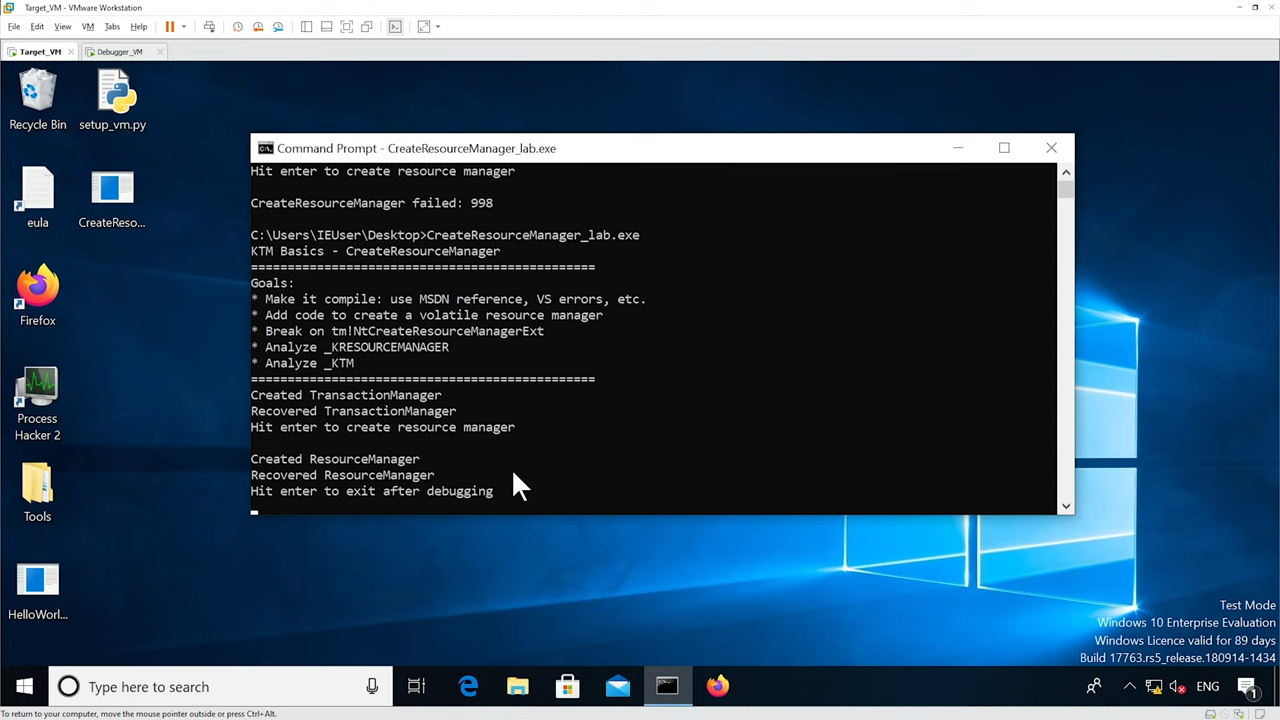 Target_VM - VMware Workstation
File Edit View VM Tabs Help
Target_VM Debugger_VM
Recycle Bin
setup_vm.py
eula
CreateReso...
Firefox
Process
Hacker 2
Tools
HelloWorl...
Command Prompt - CreateResourceManager_lab.exe
Hit enter to create resource manager
CreateResourceManager failed: 998
C:\Users\IEUser\Desktop>CreateResourceManager_lab.exe
KTM Basics - CreateResourceManager
===============================================
Goals:
* Make it compile: use MSDN reference, VS errors, etc.
* Add code to create a volatile resource manager
* Break on tm!NtCreateResourceManagerExt
* Analyze _KRESOURCEMANAGER
* Analyze _KTM
===============================================
Created TransactionManager
Recovered TransactionManager
Hit enter to create resource manager
Created ResourceManager
Recovered ResourceManager
Hit enter to exit after debugging
Test Mode
Windows 10 Enterprise Evaluation
Windows Licence valid for 89 days
Build 17763.rs5_release.180914-1434
Type here to search
ENG
1
To return to your computer, move the mouse pointer outside or press Ctrl+Alt.